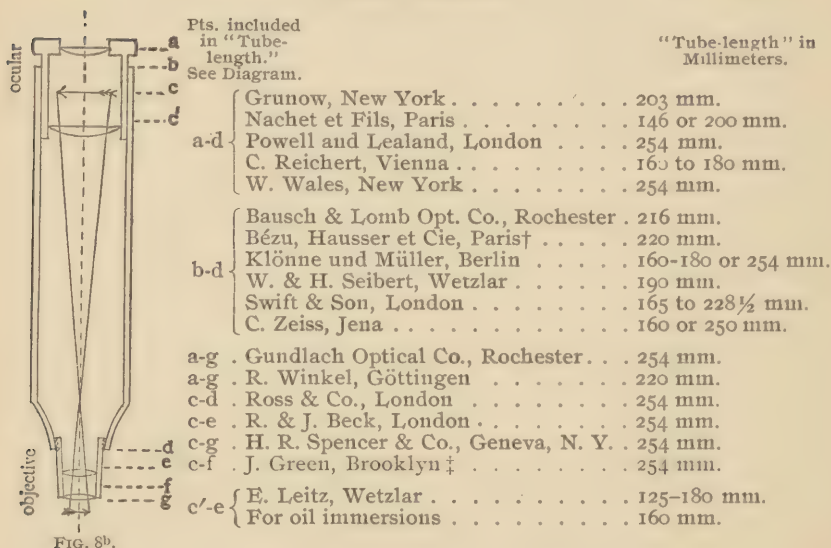 Pts. included
in "Tube-
length."
See Diagram.
"Tube-length" in
Millimeters.
ocular
a
b
c
d
a-d
Grunow, New York . . . . . . . . 203 mm.
Nachet et Fils, Paris . . . . . . . 146 or 200 mm.
Powell and Lealand, London . . . . 254 mm.
C. Reichert, Vienna . . . . . . . 160 to 180 mm.
W. Wales, New York . . . . . . . 254 mm.
b-d
Bausch & Lomb Opt. Co., Rochester . 216 mm.
Bézu, Hausser et Cie, Paris† . . . . . 220 mm.
Klönne und Müller, Berlin . . . . . 160-180 or 254 mm.
W. & H. Seibert, Wetzlar . . . . . 190 mm.
Swift & Son, London . . . . . . . 165 to 228½ mm.
C. Zeiss, Jena . . . . . . . . . . 160 or 250 mm.
a-g . Gundlach Optical Co., Rochester . . . 254 mm.
a-g . R. Winkel, Göttingen . . . . . . . 220 mm.
c-d . Ross & Co., London . . . . . . . 254 mm.
c-e . R. & J. Beck, London . . . . . . . 254 mm.
c-g . H. R. Spencer & Co., Geneva, N. Y. . 254 mm.
c-f . J. Green, Brooklyn ‡ . . . . . . . 254 mm.
c'-e
E. Leitz, Wetzlar . . . . . . . . 125–180 mm.
For oil immersions . . . . . . . 160 mm.
objective
d
e
f
g
FIG. 8b.